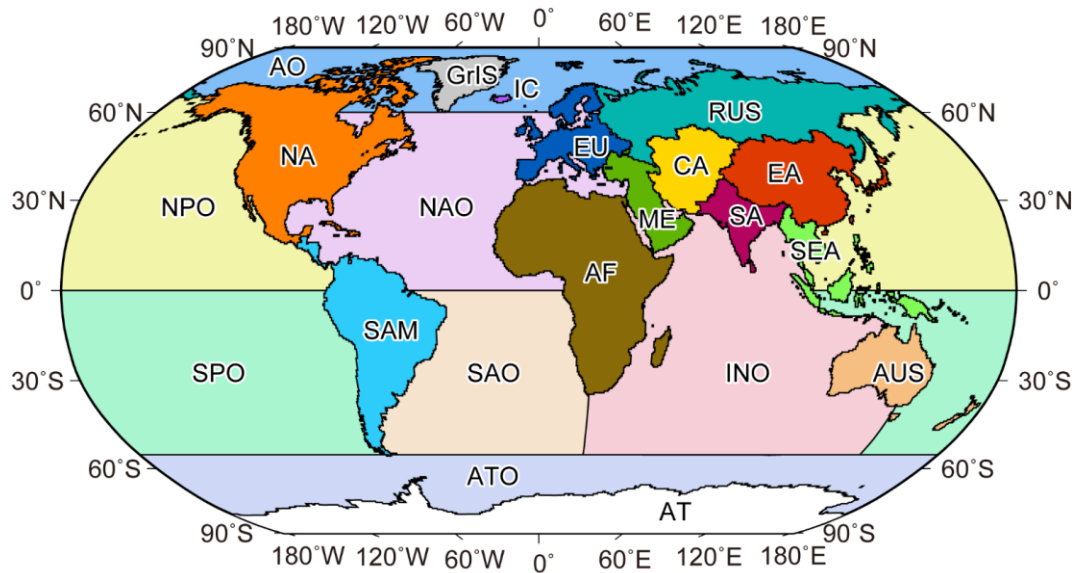 180°W 120°W 60°W 0° 60°E 120°E 180°E
90°N 90°N
AO GrIS IC
60°N 60°N
RUS
NA EU CA EA
30°N 30°N
NPO NAO ME SA
SEA
AF
0° 0°
SAM
SPO SAO INO AUS
30°S 30°S
60°S 60°S
ATO
AT
90°S 90°S
180°W 120°W 60°W 0° 60°E 120°E 180°E